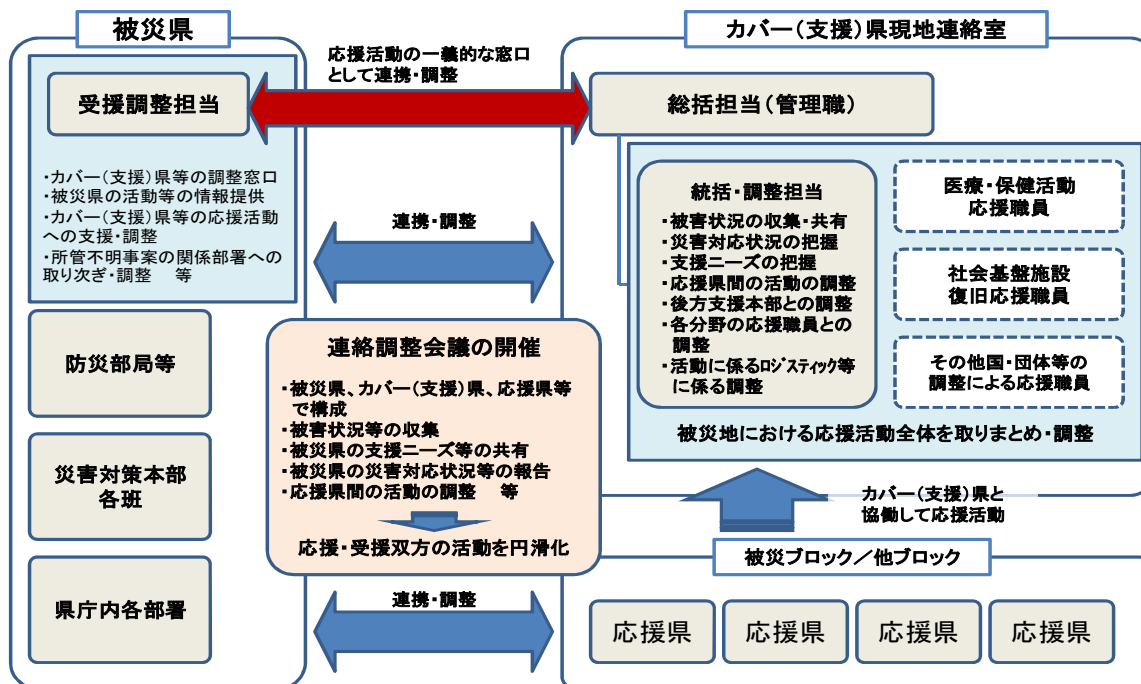 被災県
受援調整担当
・カバー(支援)県等の調整窓口
・被災県の活動等の情報提供
・カバー(支援)県等の応援活動
への支援・調整
・所管不明事案の関係部署への
取り次ぎ・調整　等
防災部局等
災害対策本部
各班
県庁内各部署
応援活動の一義的な窓口
として連携・調整
連携・調整
連絡調整会議の開催
・被災県、カバー(支援)県、応援県等
で構成
・被害状況等の収集
・被災県の支援ニーズ等の共有
・被災県の災害対応状況等の報告
・応援県間の活動の調整　等
応援・受援双方の活動を円滑化
連携・調整
カバー(支援)県現地連絡室
総括担当(管理職)
統括・調整担当
・被害状況の収集・共有
・災害対応状況の把握
・支援ニーズの把握
・応援県間の活動の調整
・後方支援本部との調整
・各分野の応援職員との
調整
・活動に係るﾛｼﾞｽﾃｨｯｸ等
に係る調整
医療・保健活動
応援職員
社会基盤施設
復旧応援職員
その他国・団体等の
調整による応援職員
被災地における応援活動全体を取りまとめ・調整
カバー(支援)県と
協働して応援活動
被災ブロック／他ブロック
応援県
応援県
応援県
応援県